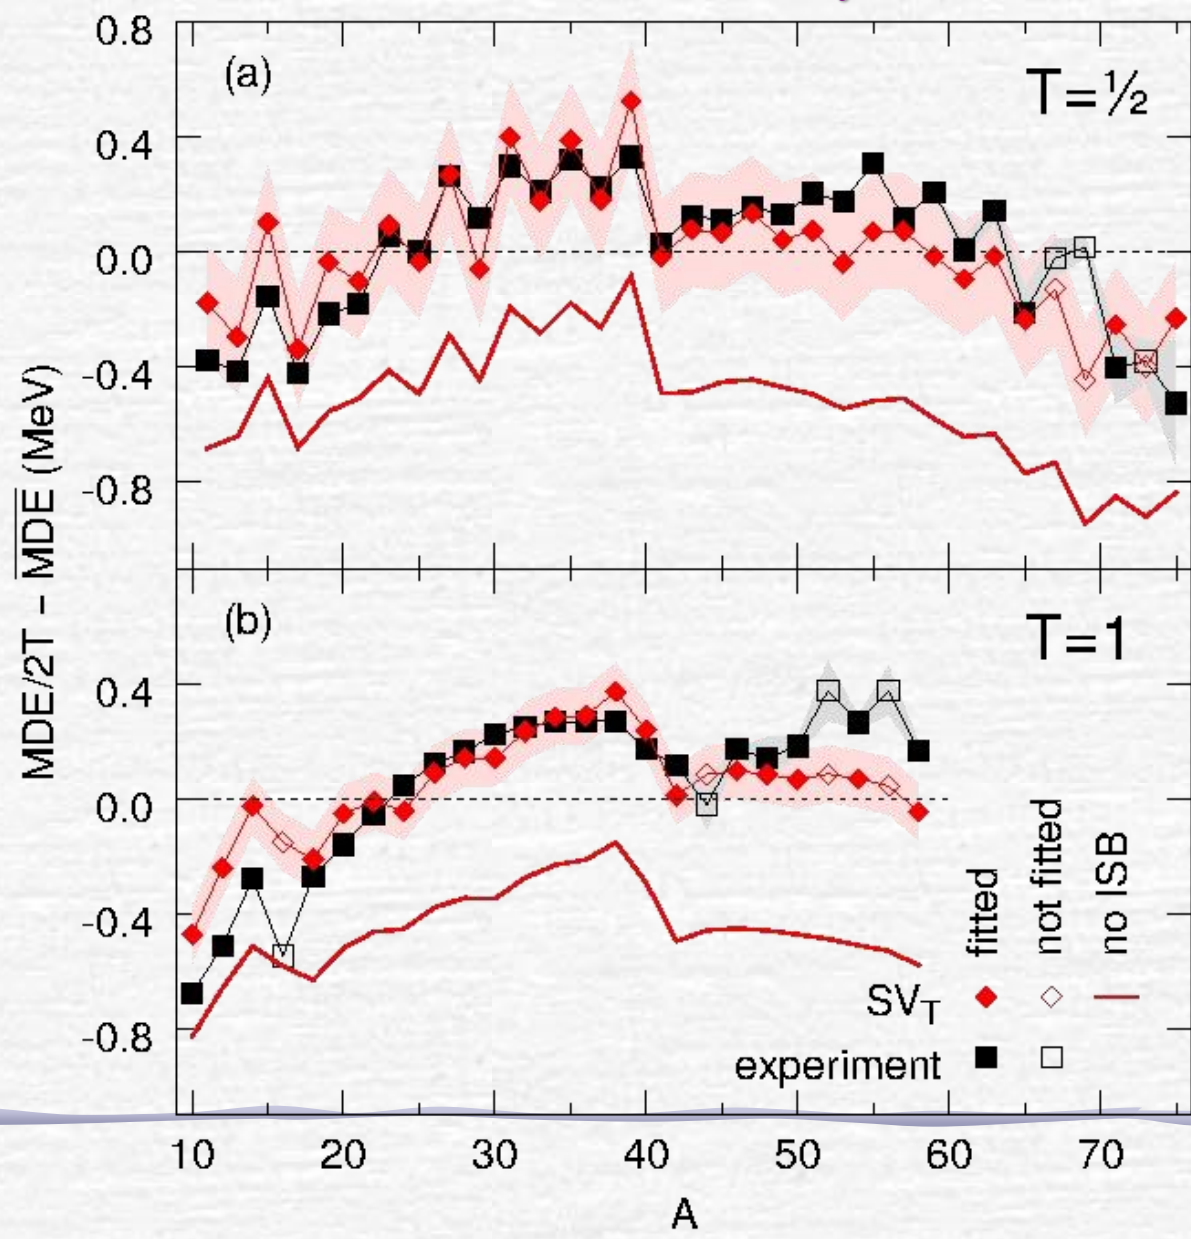 0.8
(a)
T=½
0.4
0.0
-0.4
-0.8
MDE/2T − M̅D̅E̅ (MeV)
(b)
T=1
0.4
0.0
-0.4
-0.8
fitted
not fitted
no ISB
SV_T
experiment
10 20 30 40 50 60 70
A